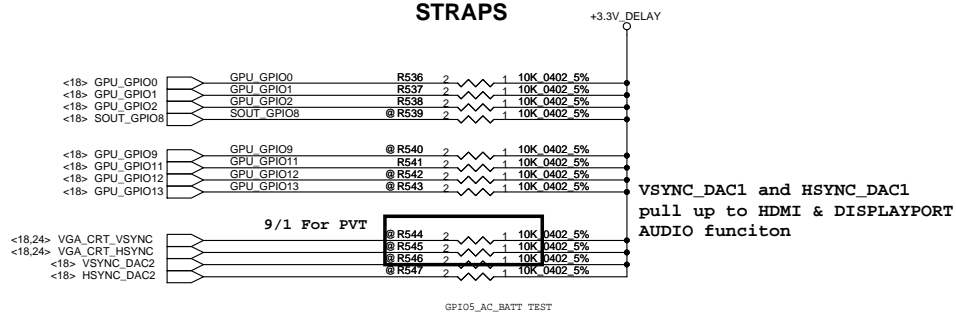 STRAPS
+3.3V_DELAY
<18> GPU_GPIO0 GPU_GPIO0 R536 2 1 10K_0402_5%
<18> GPU_GPIO1 GPU_GPIO1 R537 2 1 10K_0402_5%
<18> GPU_GPIO2 GPU_GPIO2 R538 2 1 10K_0402_5%
<18> SOUT_GPIO8 SOUT_GPIO8 @R539 2 1 10K_0402_5%
<18> GPU_GPIO9 GPU_GPIO9 @R540 2 1 10K_0402_5%
<18> GPU_GPIO11 GPU_GPIO11 R541 2 1 10K_0402_5%
<18> GPU_GPIO12 GPU_GPIO12 @R542 2 1 10K_0402_5%
<18> GPU_GPIO13 GPU_GPIO13 @R543 2 1 10K_0402_5%
VSYNC_DAC1 and HSYNC_DAC1
pull up to HDMI & DISPLAYPORT
AUDIO funciton
9/1 For PVT
<18,24> VGA_CRT_VSYNC @R544 2 1 10K_0402_5%
<18,24> VGA_CRT_HSYNC @R545 2 1 10K_0402_5%
<18> VSYNC_DAC2 @R546 2 1 10K_0402_5%
<18> HSYNC_DAC2 @R547 2 1 10K_0402_5%
GPIO5_AC_BATT TEST